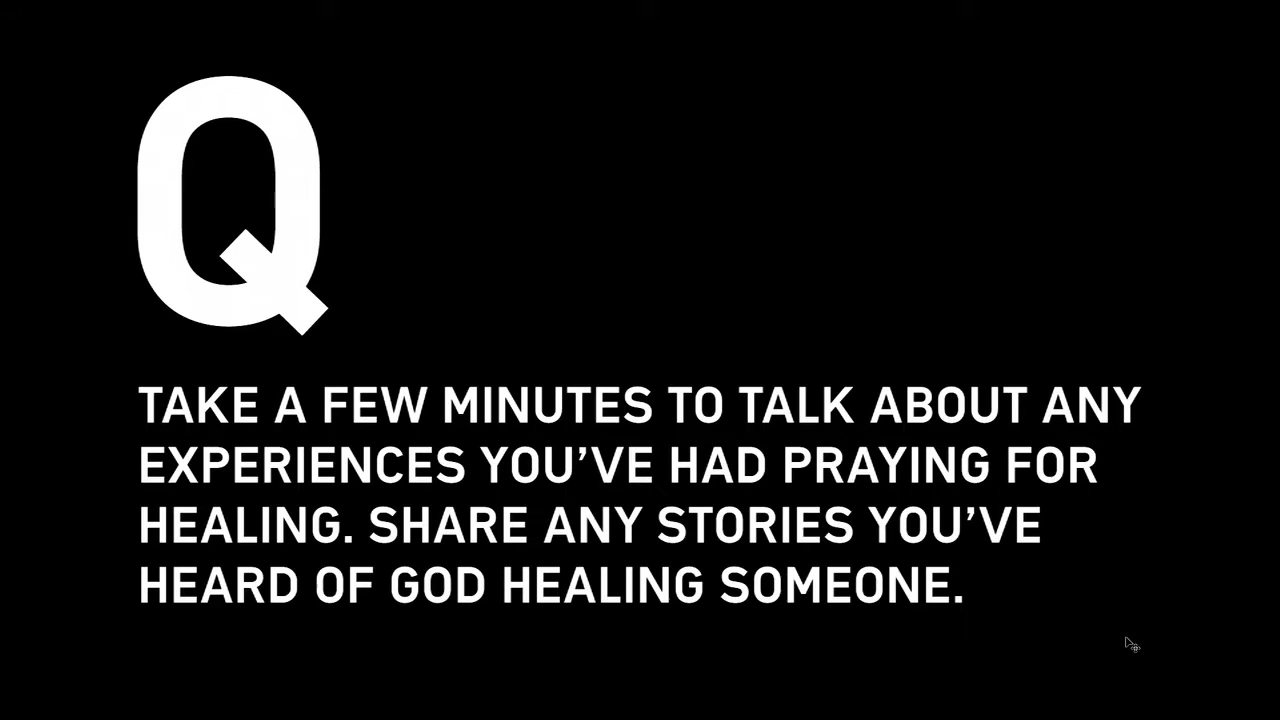 Q
TAKE A FEW MINUTES TO TALK ABOUT ANY
EXPERIENCES YOU’VE HAD PRAYING FOR
HEALING. SHARE ANY STORIES YOU’VE
HEARD OF GOD HEALING SOMEONE.